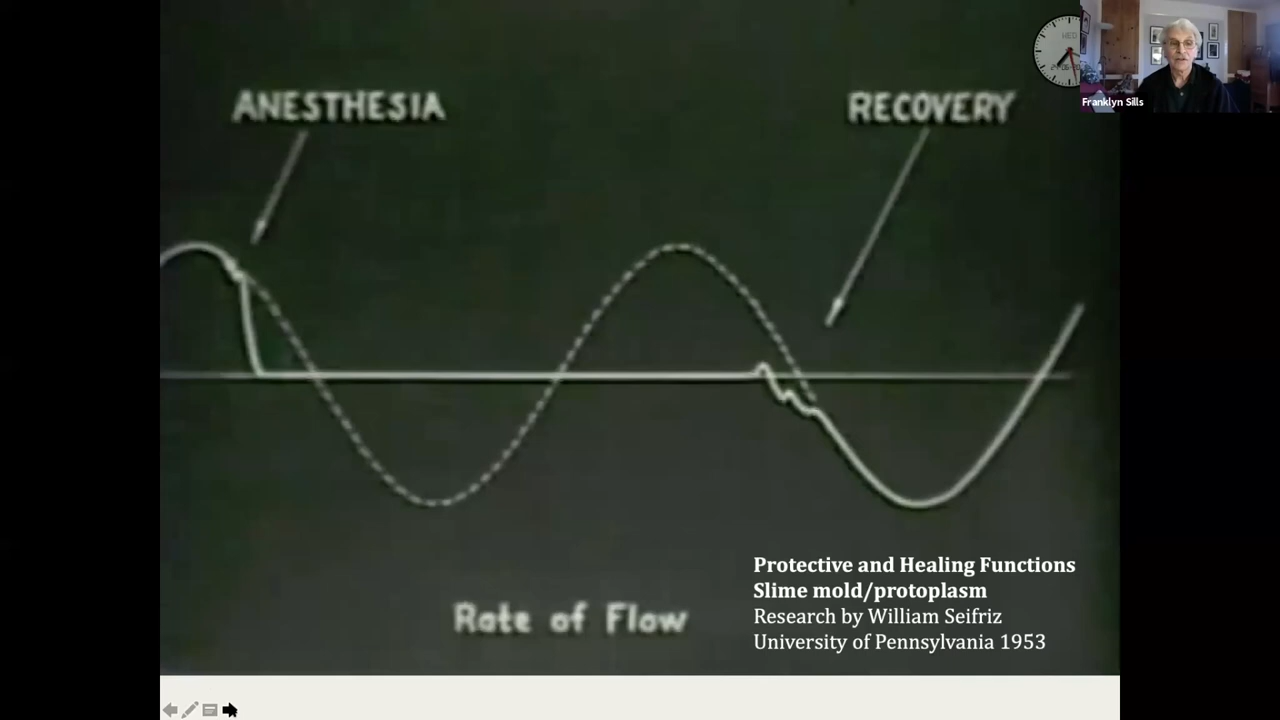 ANESTHESIA
RECOVERY
Franklyn Sills
Protective and Healing Functions
Slime mold/protoplasm
Research by William Seifriz
University of Pennsylvania 1953
Rate of Flow